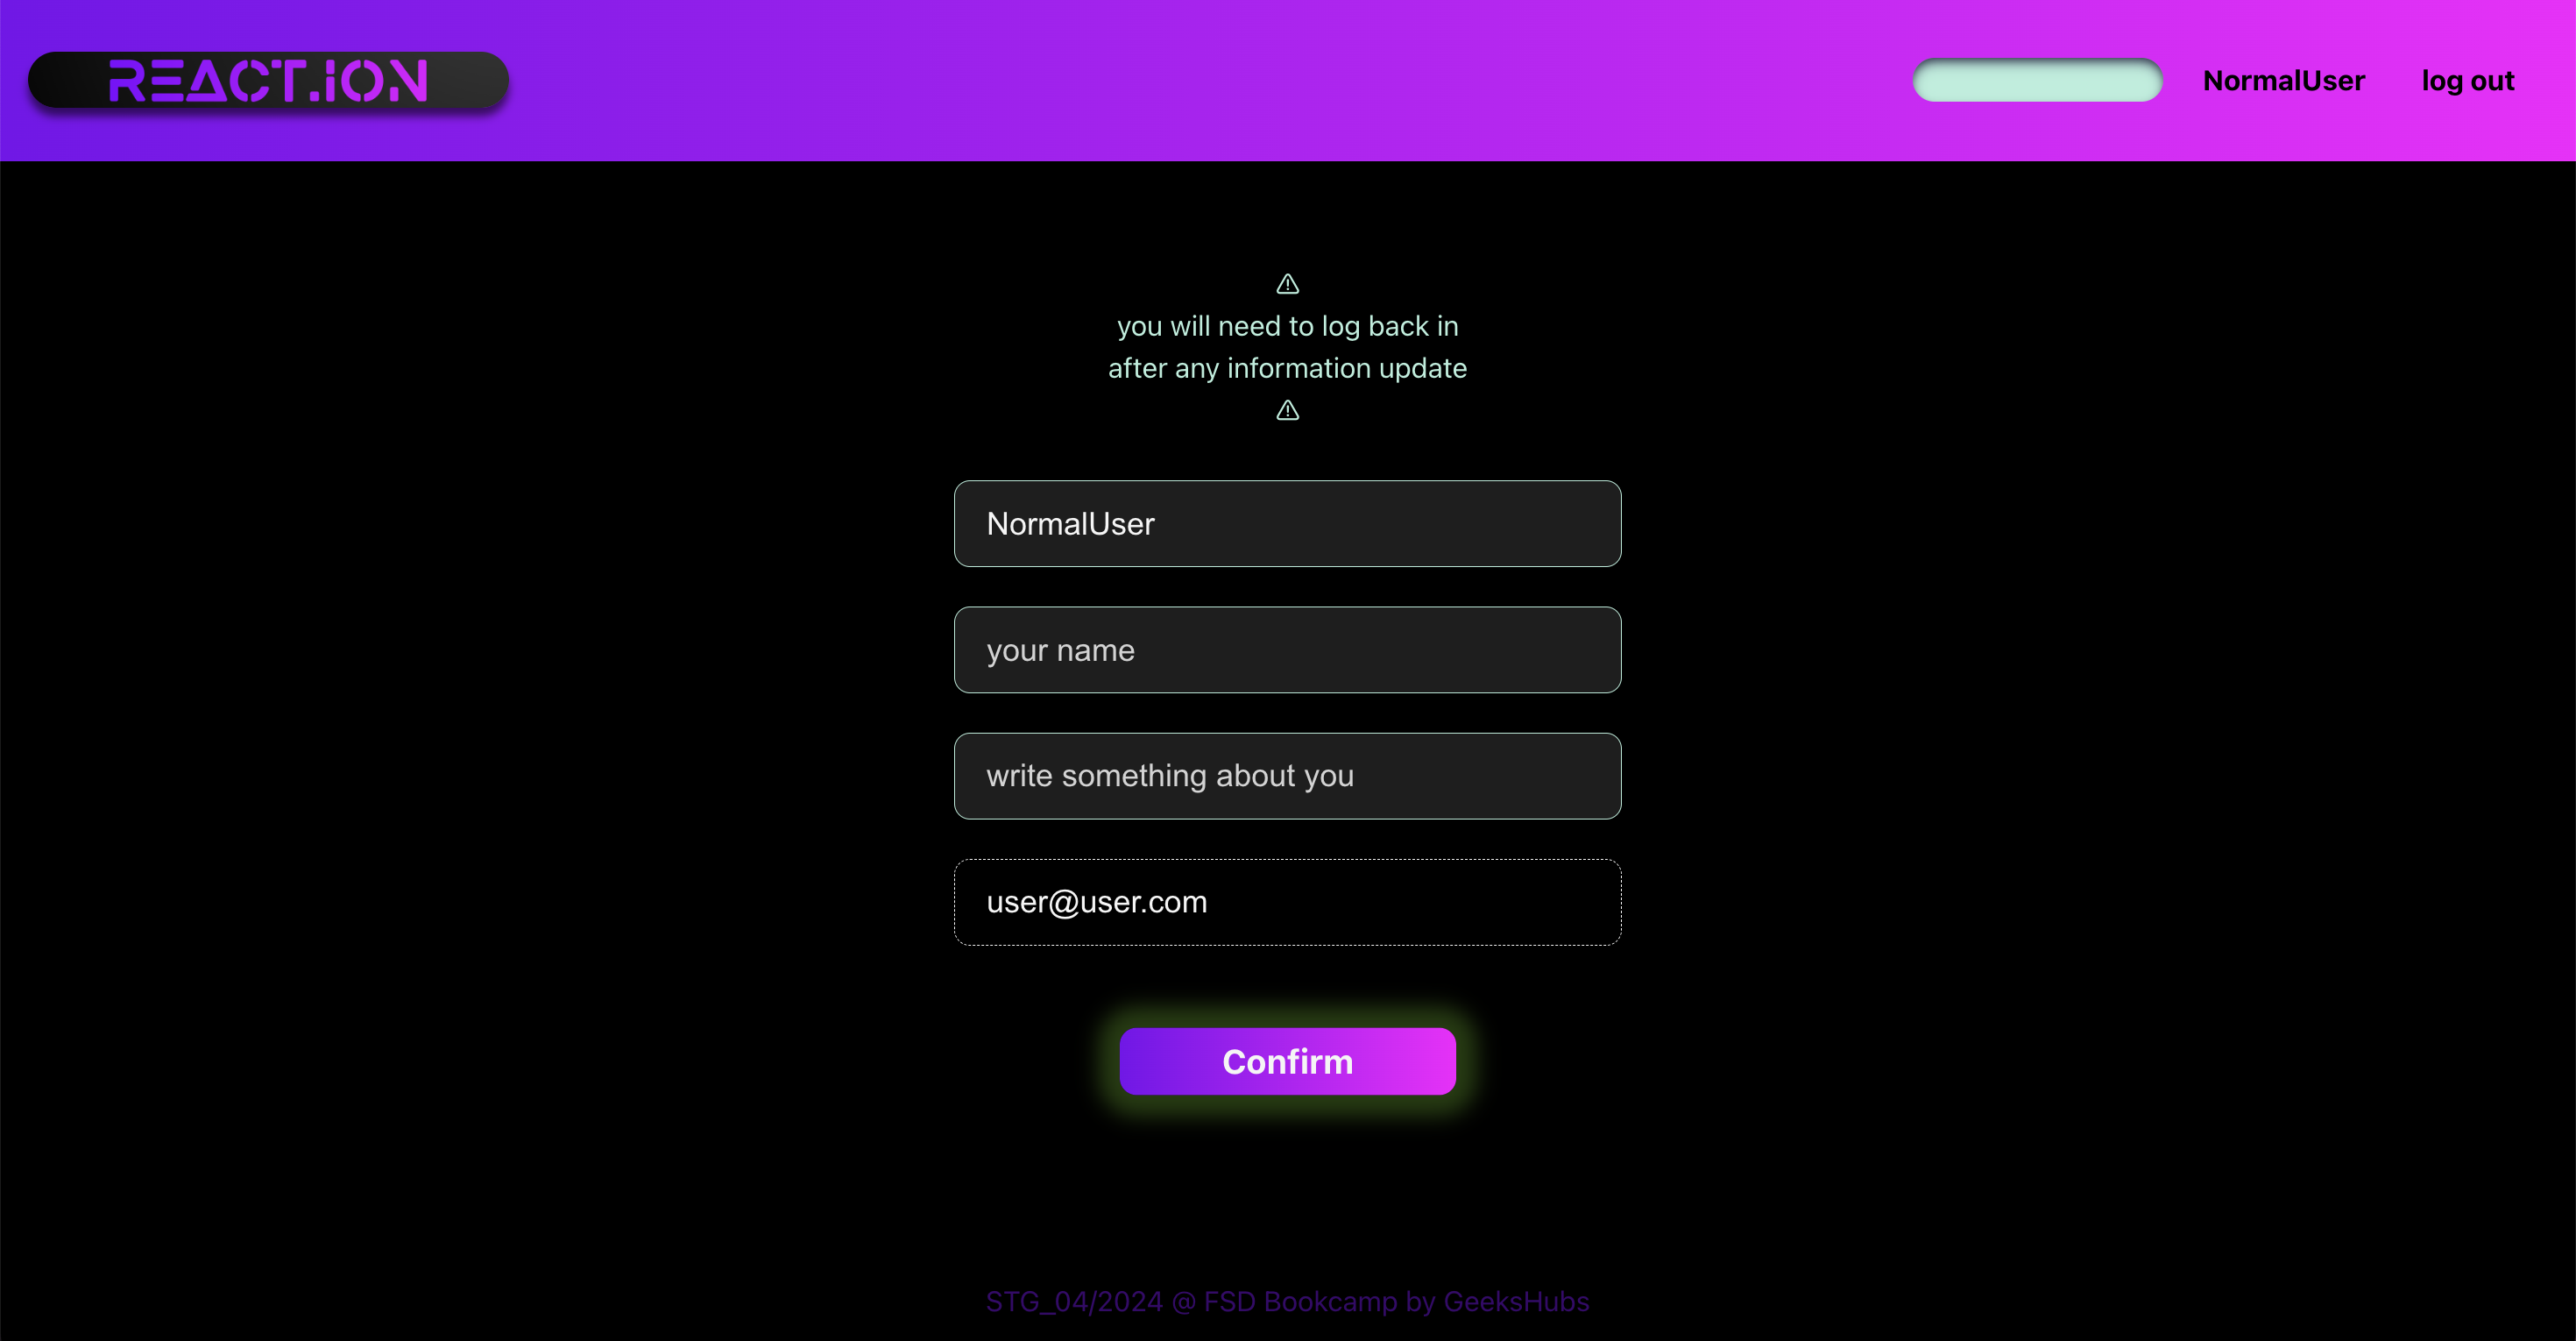 REACT.iON
NormalUser
log out
you will need to log back in
after any information update
NormalUser
your name
write something about you
user@user.com
Confirm
STG_04/2024 @ FSD Bookcamp by GeeksHubs